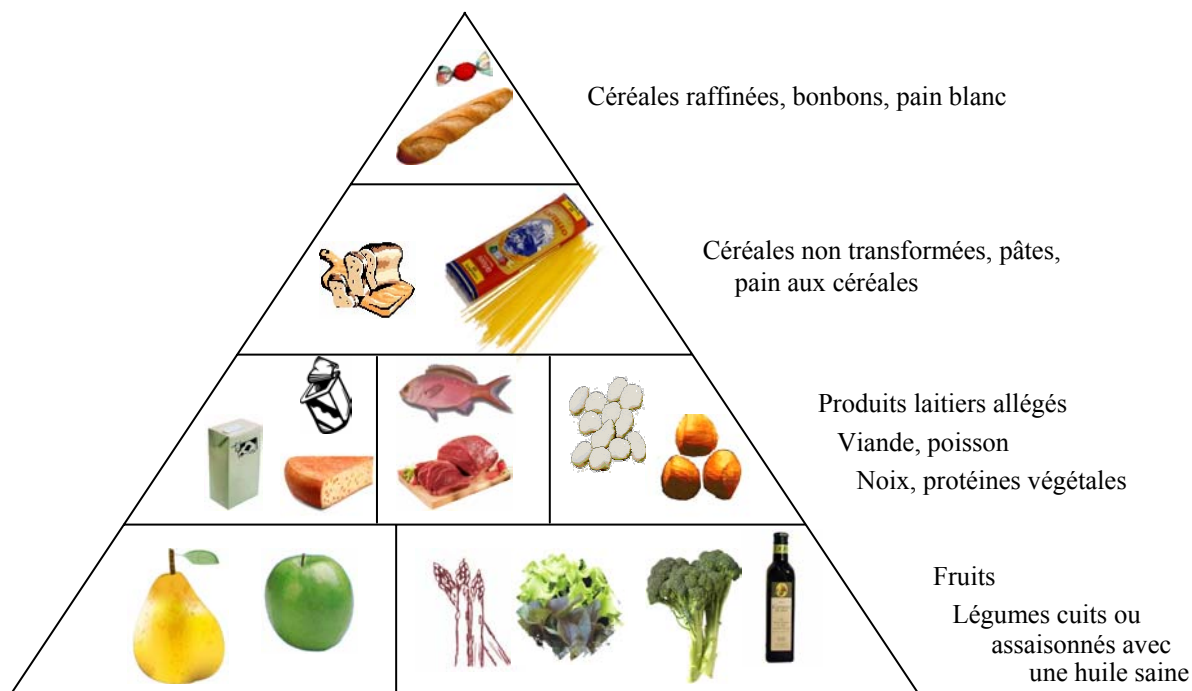 Céréales raffinées, bonbons, pain blanc
Céréales non transformées, pâtes,
pain aux céréales
Produits laitiers allégés
Viande, poisson
Noix, protéines végétales
Fruits
Légumes cuits ou
assaisonnés avec
une huile saine